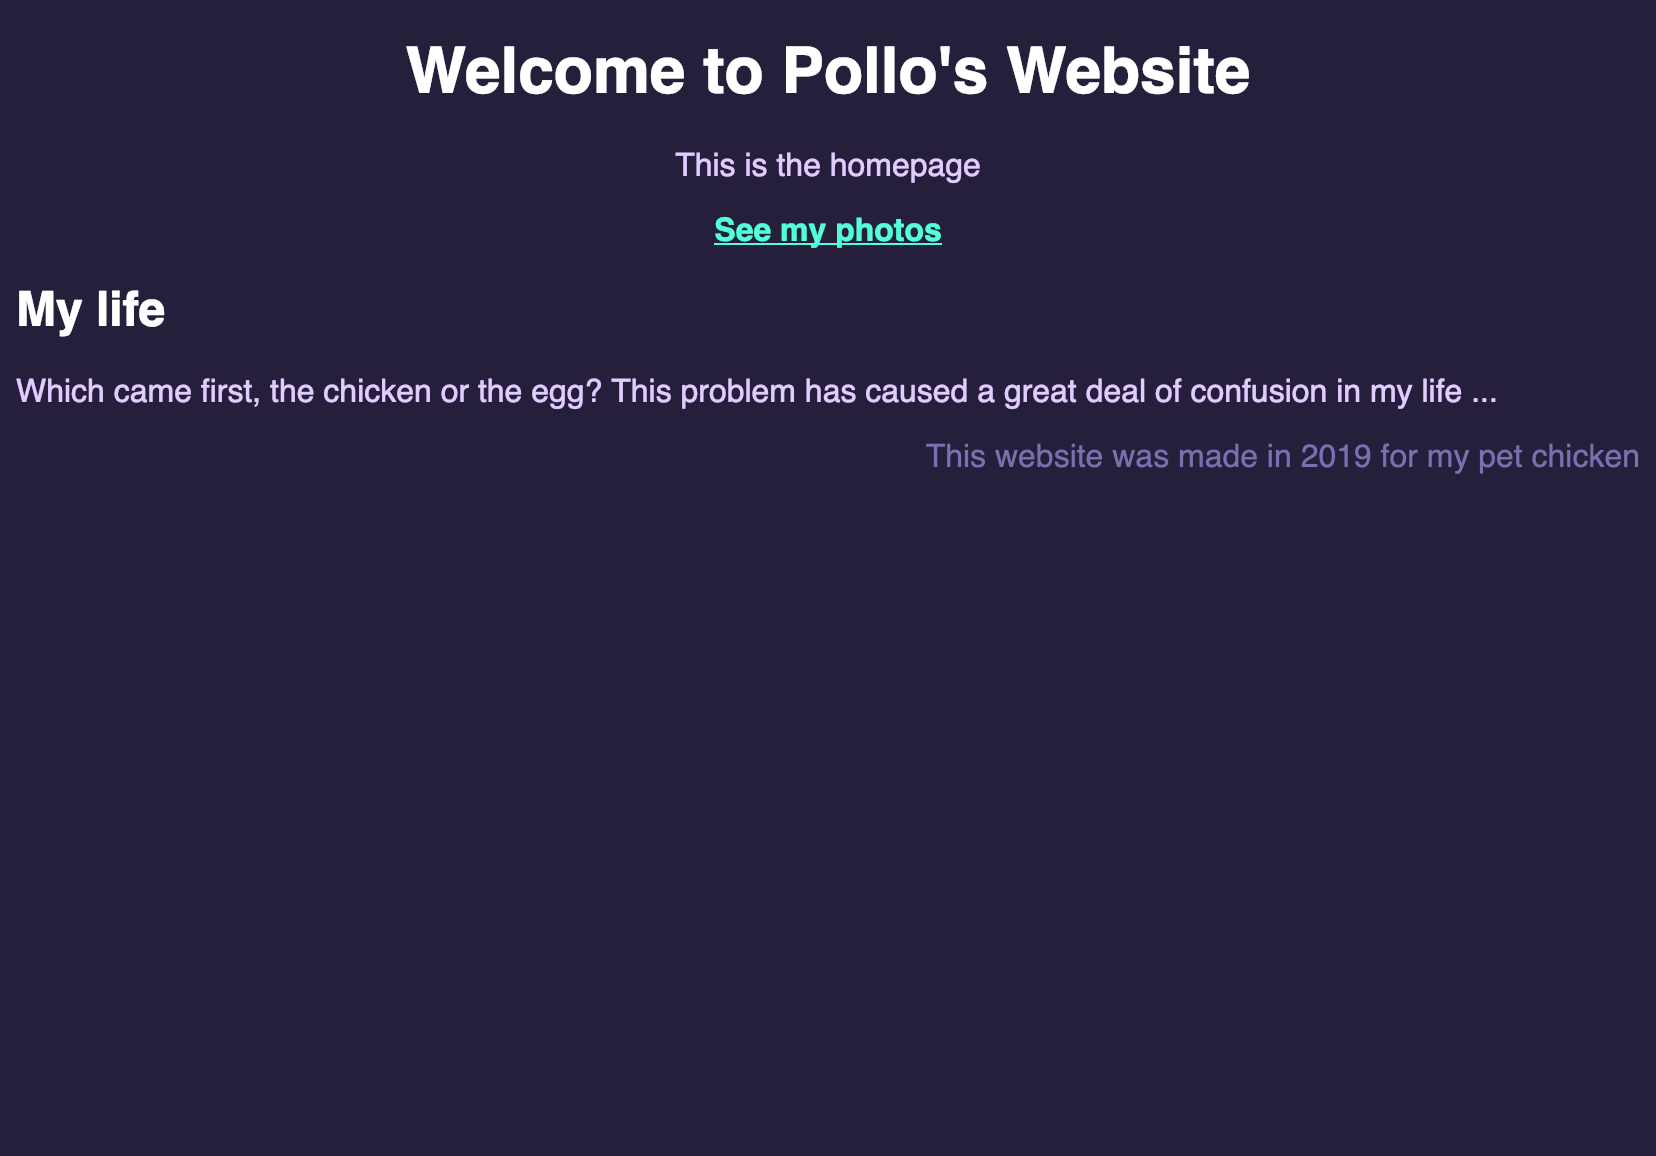 Welcome to Pollo's Website
This is the homepage
See my photos
My life
Which came first, the chicken or the egg? This problem has caused a great deal of confusion in my life ...
This website was made in 2019 for my pet chicken